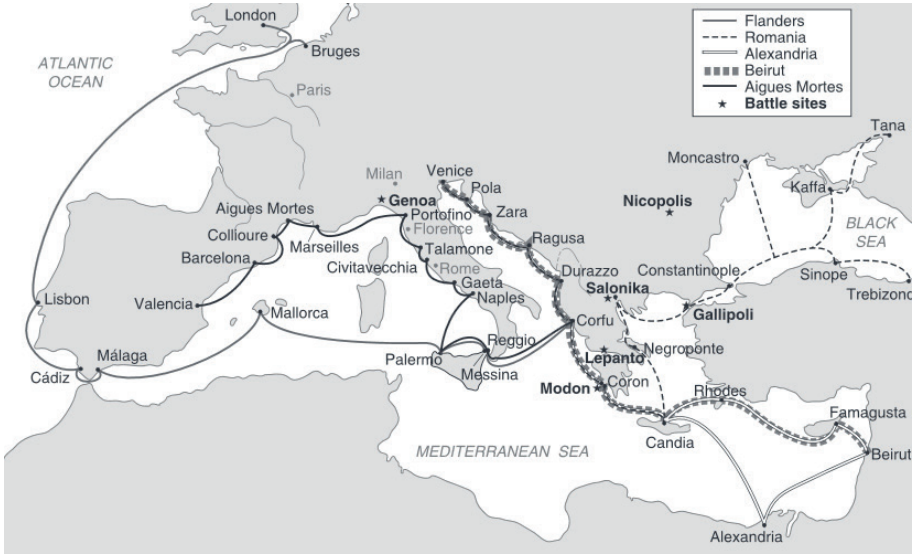 London
Bruges
ATLANTIC
OCEAN
Paris
Flanders
Romania
Alexandria
Beirut
Aigues Mortes
Battle sites
Tana
Moncastro
Kaffa
Milan
Venice
Pola
Nicopolis
Genoa
Aigues Mortes
Portofino
Zara
BLACK
SEA
Collioure
Marseilles
Florence
Ragusa
Barcelona
Talamone
Civitavecchia
Rome
Durazzo
Constantinople
Sinope
Salonika
Gaeta
Trebizond
Lisbon
Valencia
Naples
Mallorca
Corfu
Gallipoli
Reggio
Negroponte
Málaga
Palermo
Lepanto
Cádiz
Messina
Modon
Coron
Rhodes
Famagusta
Candia
MEDITERRANEAN SEA
Beirut
Alexandria